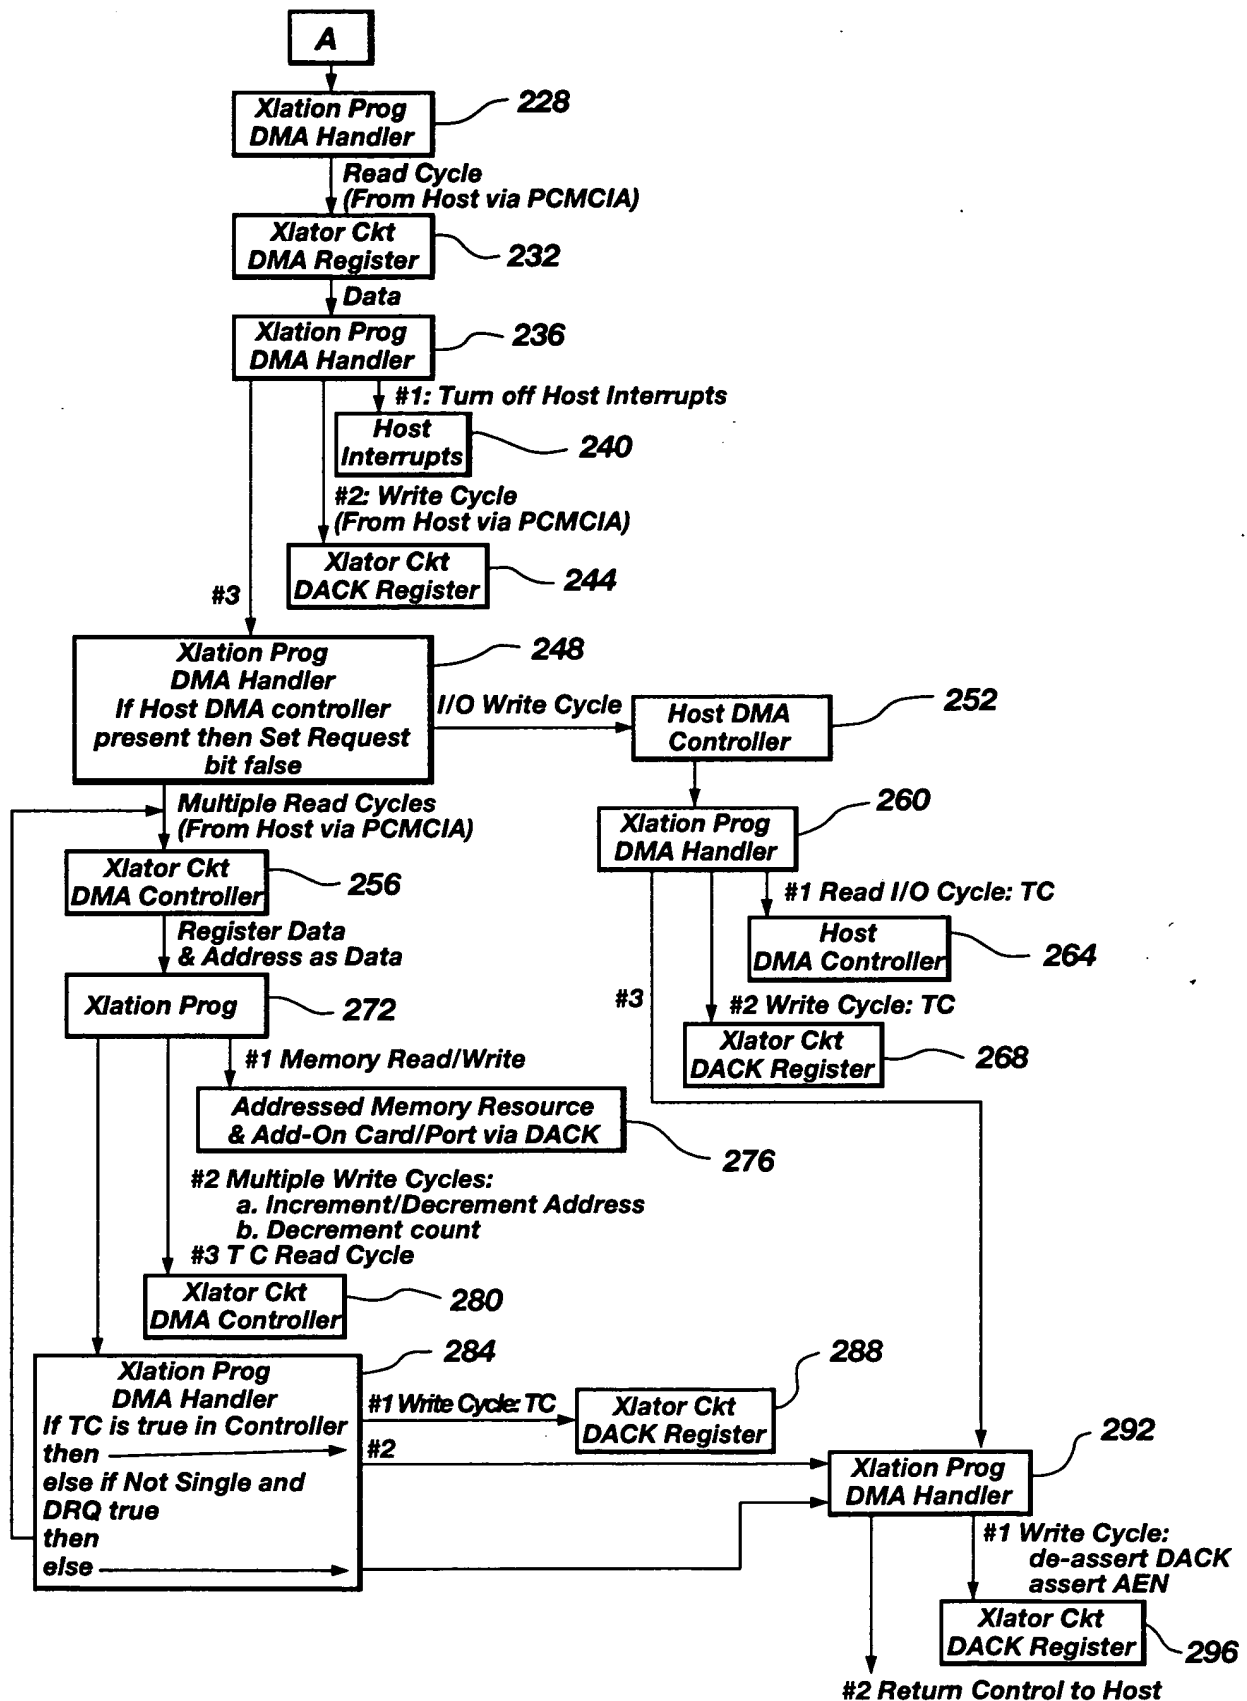 A
Xlation Prog
DMA Handler
228
Read Cycle
(From Host via PCMCIA)
Xlator Ckt
DMA Register
232
Data
Xlation Prog
DMA Handler
236
#1: Turn off Host Interrupts
Host
Interrupts
240
#2: Write Cycle
(From Host via PCMCIA)
Xlator Ckt
DACK Register
244
#3
Xlation Prog
DMA Handler
If Host DMA controller
present then Set Request
bit false
248
I/O Write Cycle
Host DMA
Controller
252
Multiple Read Cycles
(From Host via PCMCIA)
Xlation Prog
DMA Handler
260
Xlator Ckt
DMA Controller
256
#1 Read I/O Cycle: TC
Host
DMA Controller
264
Register Data
& Address as Data
Xlation Prog
272
#3
#2 Write Cycle: TC
Xlator Ckt
DACK Register
268
#1 Memory Read/Write
Addressed Memory Resource
& Add-On Card/Port via DACK
276
#2 Multiple Write Cycles:
a. Increment/Decrement Address
b. Decrement count
#3 T C Read Cycle
Xlator Ckt
DMA Controller
280
Xlation Prog
DMA Handler
If TC is true in Controller
then
else if Not Single and
DRQ true
then
else
284
#1 Write Cycle: TC
Xlator Ckt
DACK Register
288
#2
Xlation Prog
DMA Handler
292
#1 Write Cycle:
de-assert DACK
assert AEN
Xlator Ckt
DACK Register
296
#2 Return Control to Host